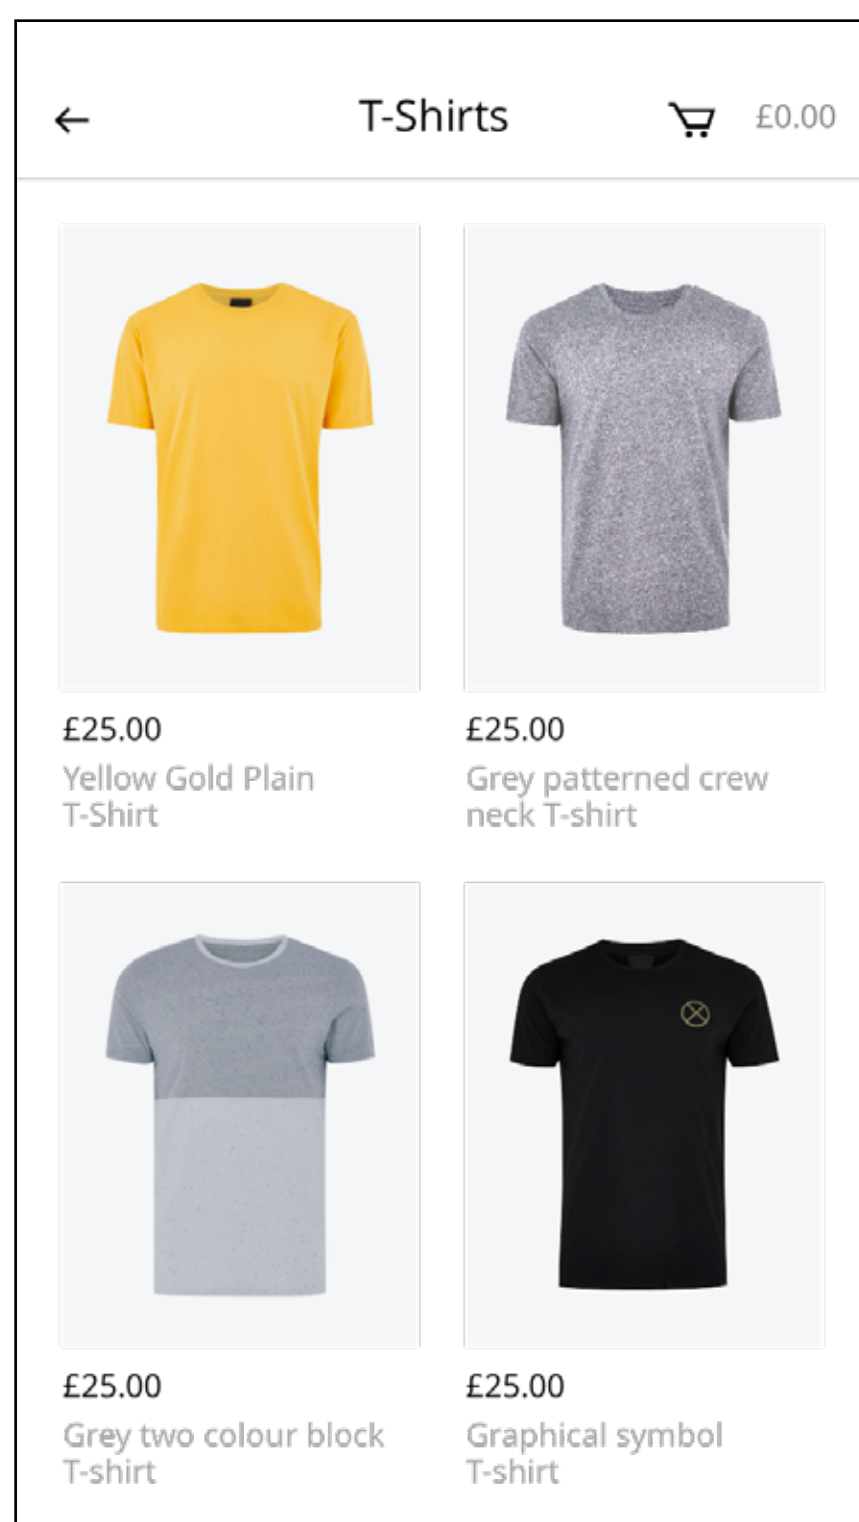 T-Shirts £0.00
£25.00 £25.00
Yellow Gold Plain Grey patterned crew
T-Shirt neck T-shirt
£25.00 £25.00
Grey two colour block Graphical symbol
T-shirt T-shirt